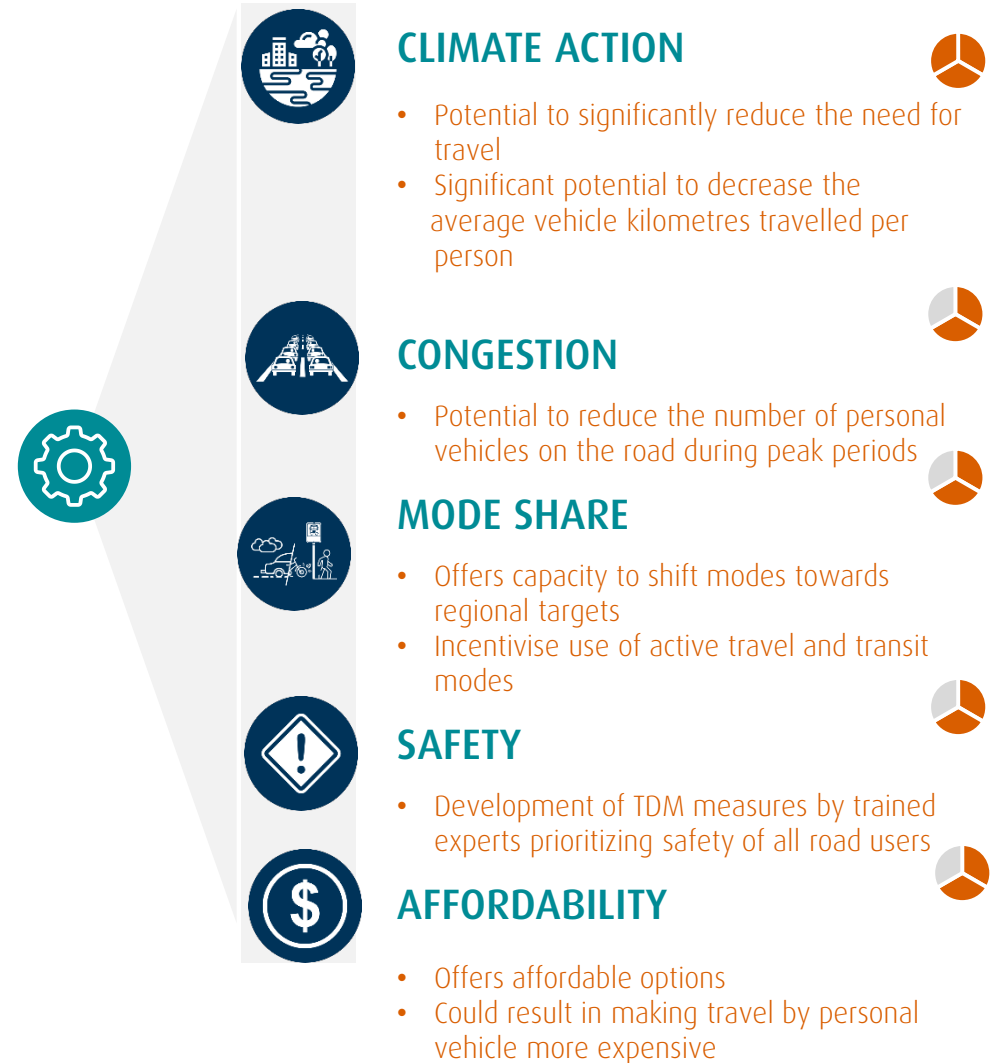 CLIMATE ACTION
• Potential to significantly reduce the need for
travel
• Significant potential to decrease the
average vehicle kilometres travelled per
person
CONGESTION
• Potential to reduce the number of personal
vehicles on the road during peak periods
MODE SHARE
• Offers capacity to shift modes towards
regional targets
• Incentivise use of active travel and transit
modes
SAFETY
• Development of TDM measures by trained
experts prioritizing safety of all road users
$
AFFORDABILITY
• Offers affordable options
• Could result in making travel by personal
vehicle more expensive